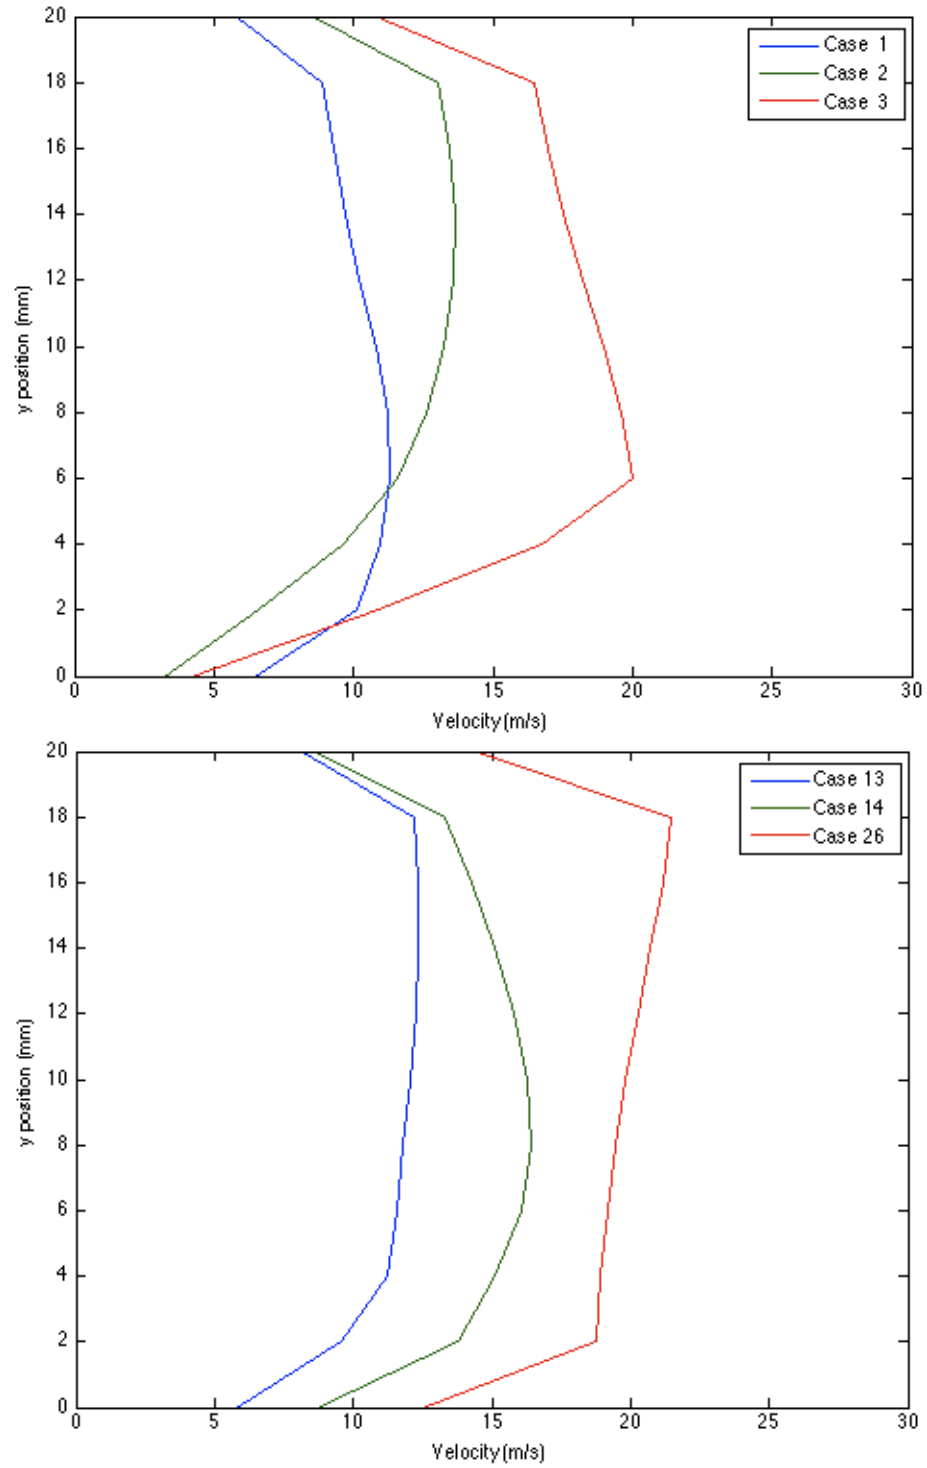 20
18
16
14
12
10
8
6
4
2
0
y position (mm)
0 5 10 15 20 25 30
Velocity (m/s)
Case 1
Case 2
Case 3
20
18
16
14
12
10
8
6
4
2
0
y position (mm)
0 5 10 15 20 25 30
Velocity (m/s)
Case 13
Case 14
Case 26